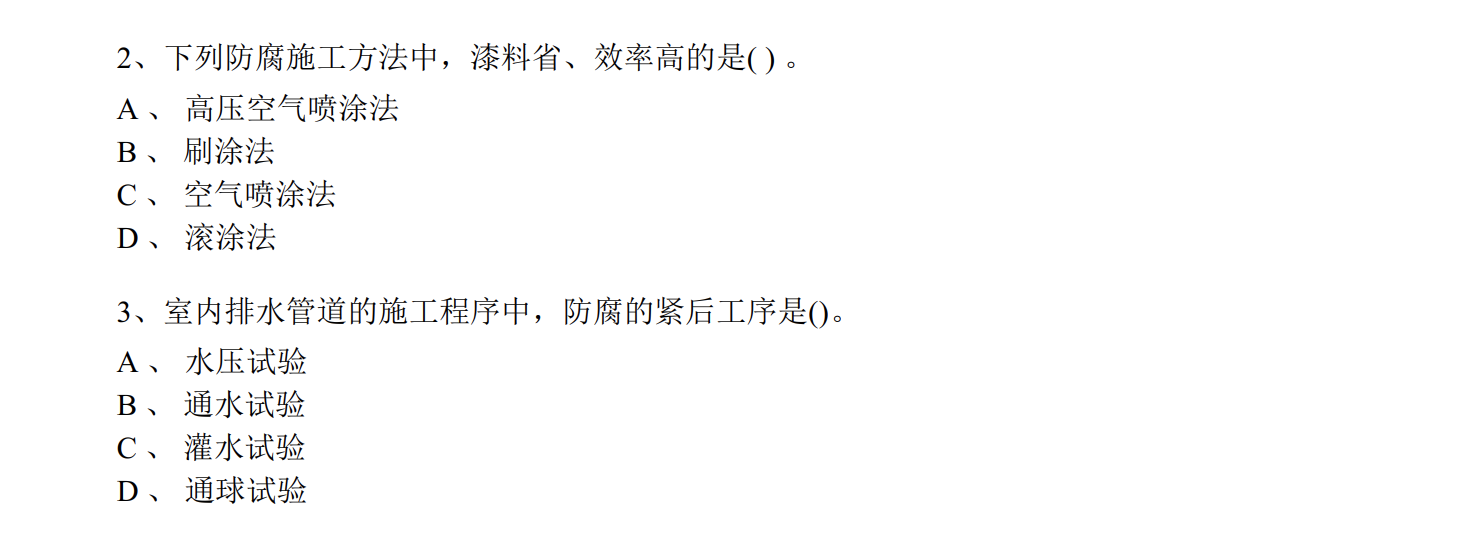 2、下列防腐施工方法中，漆料省、效率高的是( ) 。
A 、 高压空气喷涂法
B 、 刷涂法
C 、 空气喷涂法
D 、 滚涂法
3、室内排水管道的施工程序中，防腐的紧后工序是()。
A 、 水压试验
B 、 通水试验
C 、 灌水试验
D 、 通球试验